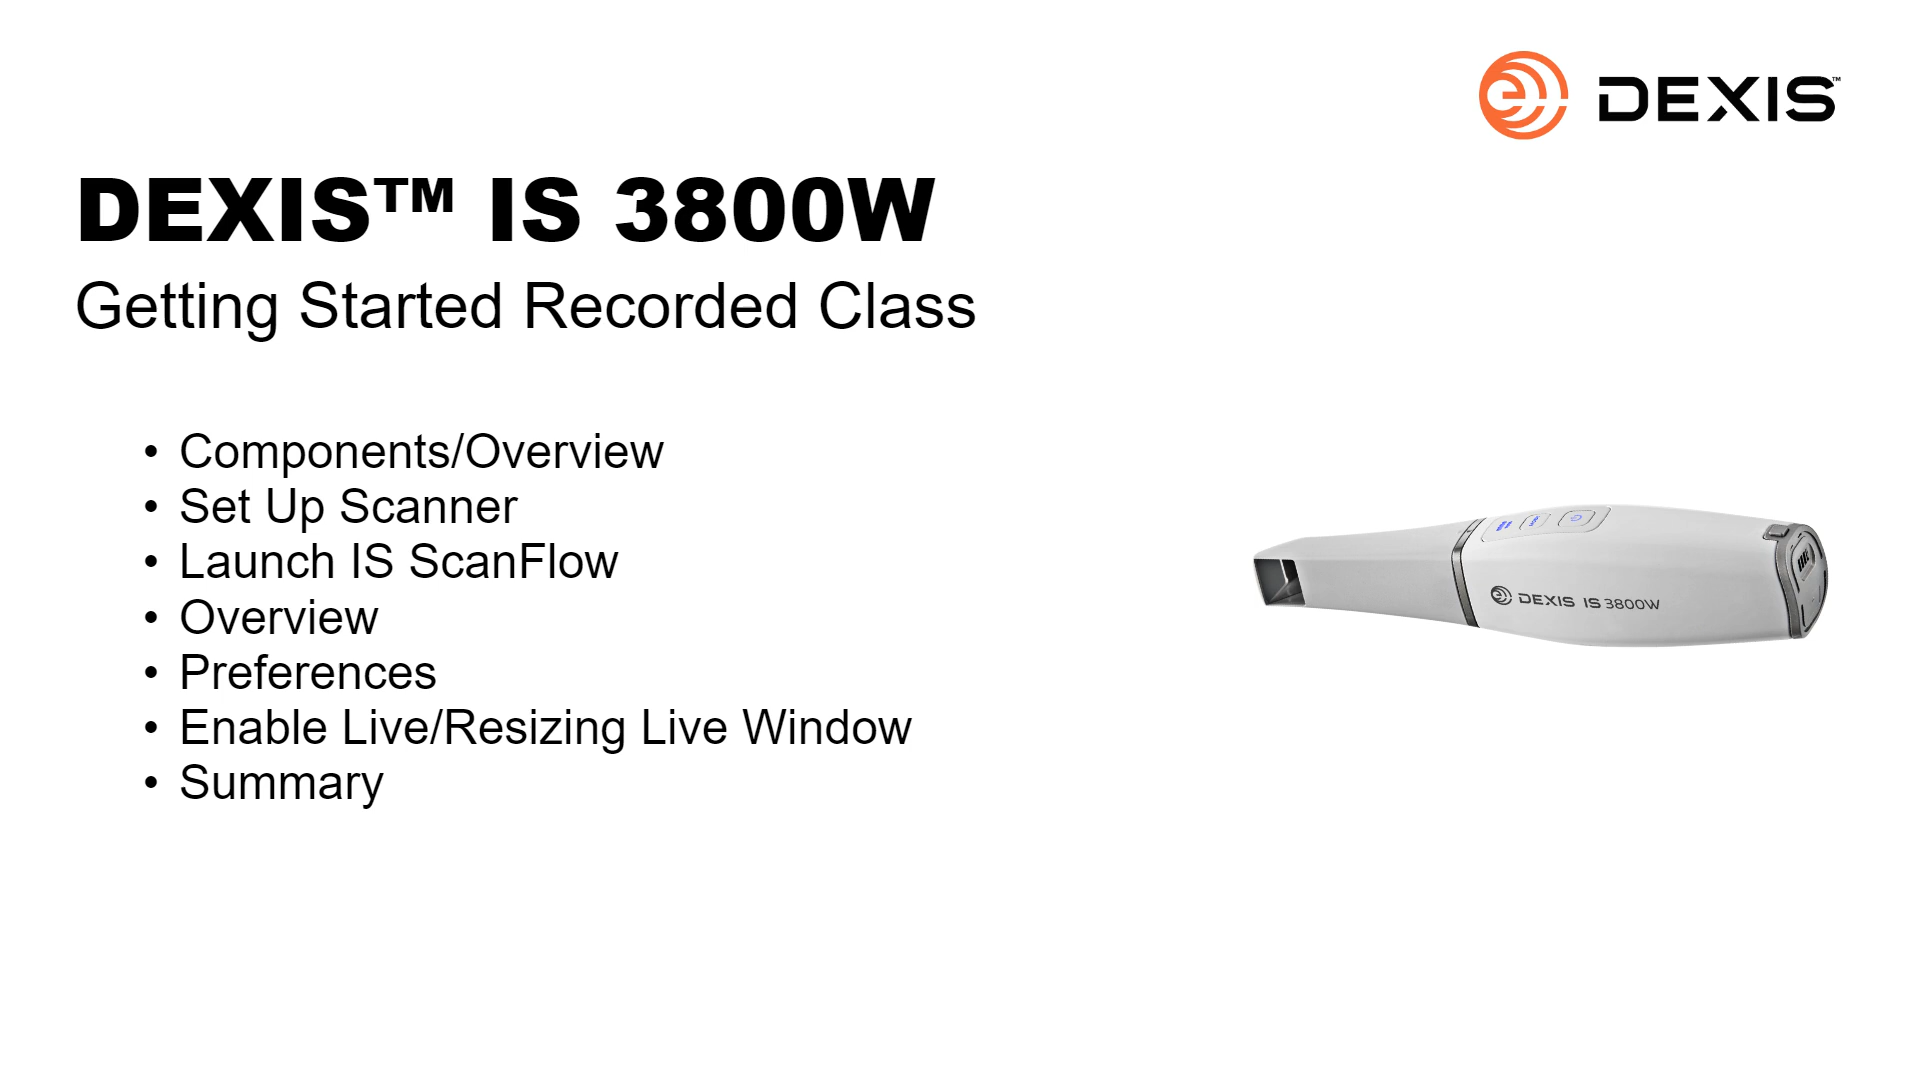 DEXIS™
DEXIS™ IS 3800W
Getting Started Recorded Class
• Components/Overview
• Set Up Scanner
• Launch IS ScanFlow
• Overview
• Preferences
• Enable Live/Resizing Live Window
• Summary
DEXIS IS 3800W